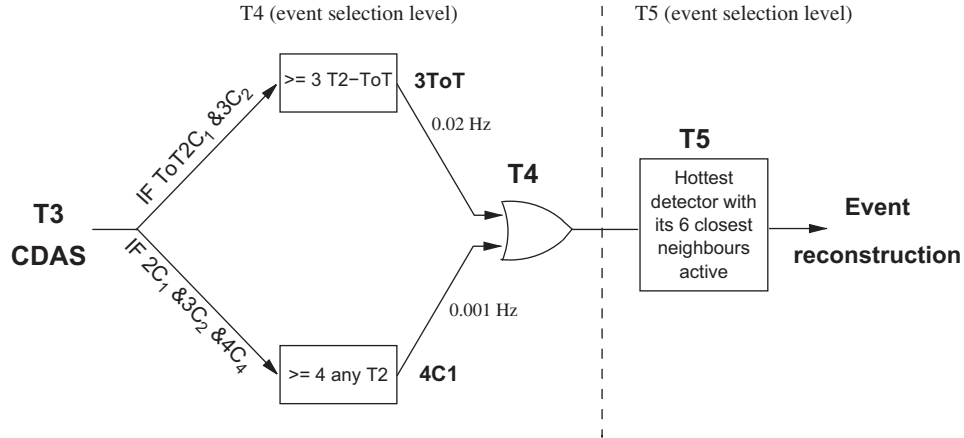 T4 (event selection level)
T5 (event selection level)
>= 3 T2−ToT
3ToT
IF ToT2C₁ &3C₂
0.02 Hz
T3
CDAS
T4
T5
Hottest
detector with
its 6 closest
neighbours
active
Event
reconstruction
IF 2C₁ &3C₂ &4C₄
0.001 Hz
>= 4 any T2
4C1